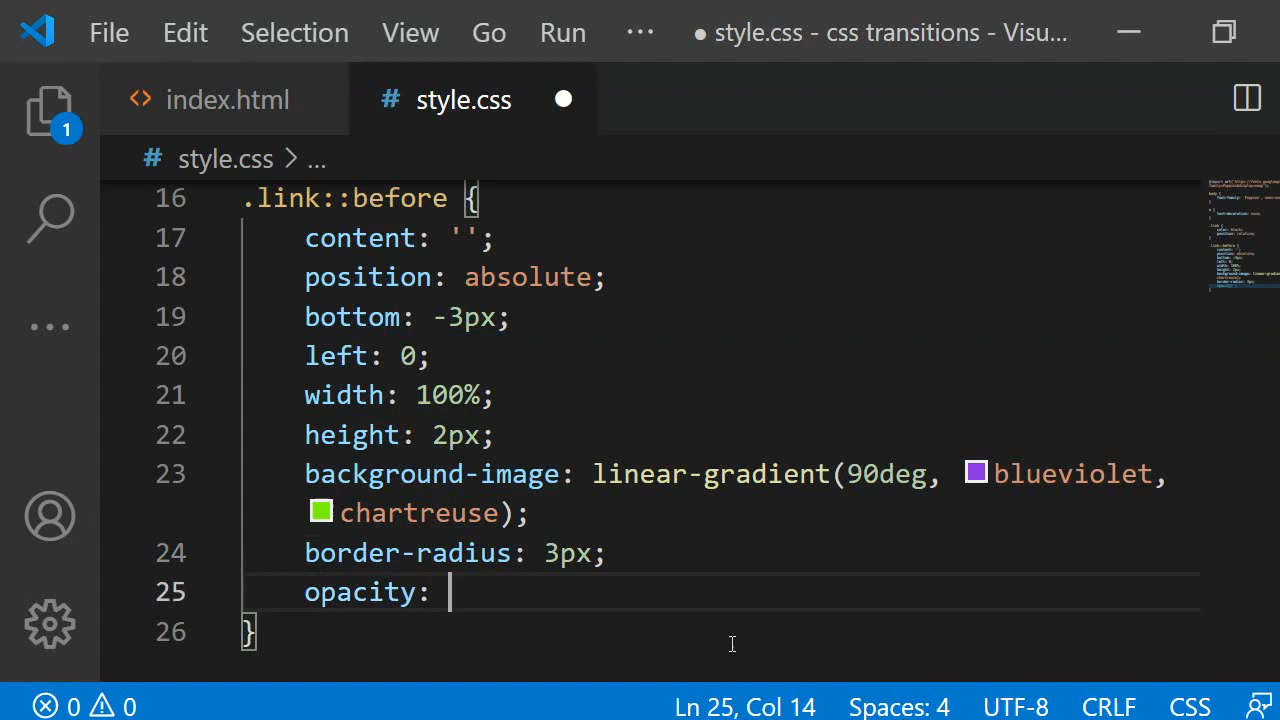 File Edit Selection View Go Run ··· ● style.css - css transitions - Visu...
<> index.html # style.css ●
# style.css > ...
1
16 .link::before {
17 content: '';
18 position: absolute;
19 bottom: -3px;
20 left: 0;
21 width: 100%;
22 height: 2px;
23 background-image: linear-gradient(90deg, blueviolet,
chartreuse);
24 border-radius: 3px;
25 opacity:
26 }
0 0 Ln 25, Col 14 Spaces: 4 UTF-8 CRLF CSS